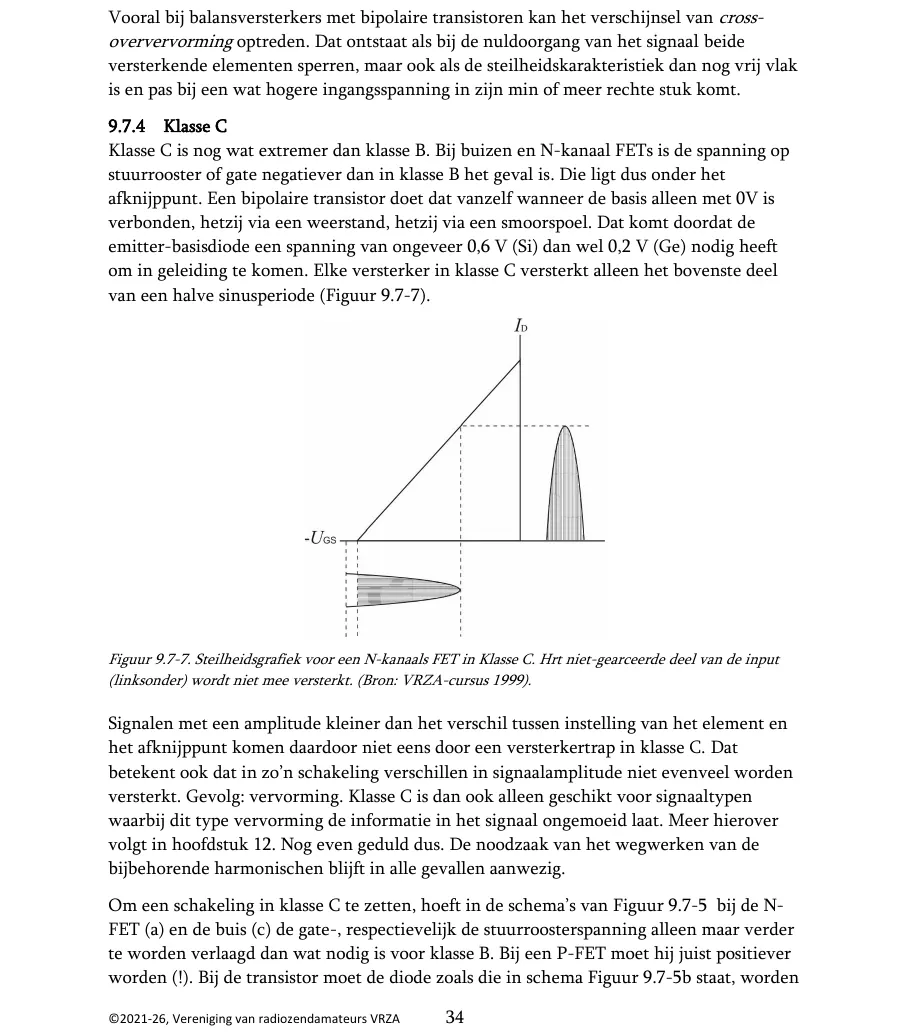 Vooral bij balansversterkers met bipolaire transistoren kan het verschijnsel van cross-
oververvorming optreden. Dat ontstaat als bij de nuldoorgang van het signaal beide
versterkende elementen sperren, maar ook als de steilheidskarakteristiek dan nog vrij vlak
is en pas bij een wat hogere ingangsspanning in zijn min of meer rechte stuk komt.
9.7.4 Klasse C
Klasse C is nog wat extremer dan klasse B. Bij buizen en N-kanaal FETs is de spanning op
stuurrooster of gate negatiever dan in klasse B het geval is. Die ligt dus onder het
afknijppunt. Een bipolaire transistor doet dat vanzelf wanneer de basis alleen met 0V is
verbonden, hetzij via een weerstand, hetzij via een smoorspoel. Dat komt doordat de
emitter-basisdiode een spanning van ongeveer 0,6 V (Si) dan wel 0,2 V (Ge) nodig heeft
om in geleiding te komen. Elke versterker in klasse C versterkt alleen het bovenste deel
van een halve sinusperiode (Figuur 9.7-7).
ID
-UGS
Figuur 9.7-7. Steilheidsgrafiek voor een N-kanaals FET in Klasse C. Hrt niet-gearceerde deel van de input
(linksonder) wordt niet mee versterkt. (Bron: VRZA-cursus 1999).
Signalen met een amplitude kleiner dan het verschil tussen instelling van het element en
het afknijppunt komen daardoor niet eens door een versterkertrap in klasse C. Dat
betekent ook dat in zo’n schakeling verschillen in signaalamplitude niet evenveel worden
versterkt. Gevolg: vervorming. Klasse C is dan ook alleen geschikt voor signaaltypen
waarbij dit type vervorming de informatie in het signaal ongemoeid laat. Meer hierover
volgt in hoofdstuk 12. Nog even geduld dus. De noodzaak van het wegwerken van de
bijbehorende harmonischen blijft in alle gevallen aanwezig.
Om een schakeling in klasse C te zetten, hoeft in de schema’s van Figuur 9.7-5 bij de N-
FET (a) en de buis (c) de gate-, respectievelijk de stuurroosterspanning alleen maar verder
te worden verlaagd dan wat nodig is voor klasse B. Bij een P-FET moet hij juist positiever
worden (!). Bij de transistor moet de diode zoals die in schema Figuur 9.7-5b staat, worden
©2021-26, Vereniging van radiozendamateurs VRZA 34